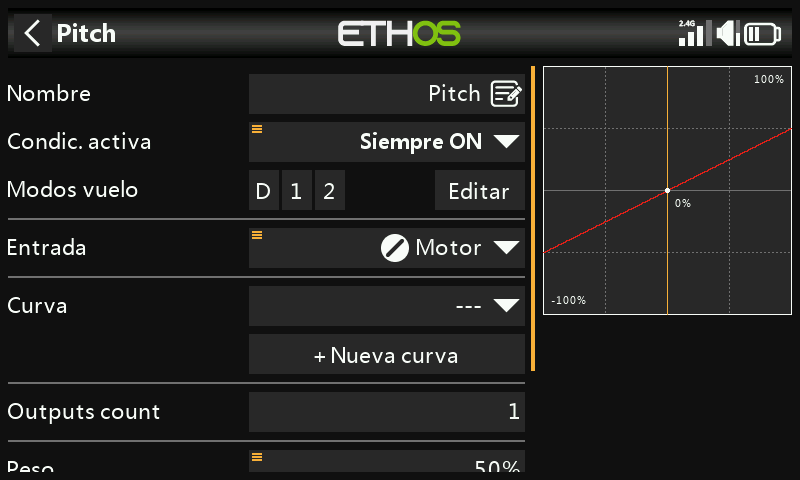 Pitch
ETHOS
2.4G
Nombre
Pitch
Condic. activa
Siempre ON
Modos vuelo
D 1 2
Editar
Entrada
Motor
Curva
---
+ Nueva curva
Outputs count
1
Peso
50%
100%
0%
-100%